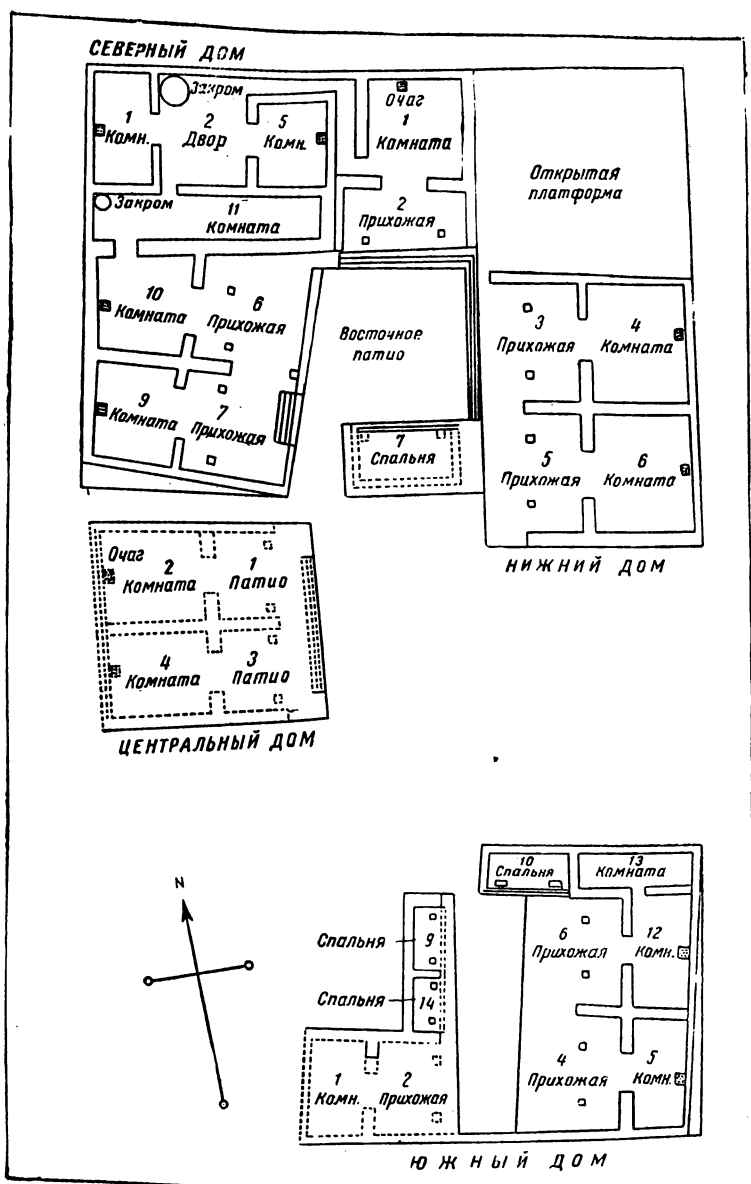 СЕВЕРНЫЙ ДОМ
Закром
1
Комн.
2
Двор
5
Комн.
Закром
11
Комната
10
Комната
6
Прихожая
9
Комната
7
Прихожая
Очаг
1
Комната
2
Прихожая
Открытая
платформа
Восточное
патио
7
Спальня
3
Прихожая
4
Комната
5
Прихожая
6
Комната
НИЖНИЙ ДОМ
Очаг
2
Комната
1
Патио
4
Комната
3
Патио
ЦЕНТРАЛЬНЫЙ ДОМ
N
10
Спальня
13
Комната
Спальня
9
Спальня
14
6
Прихожая
12
Комн.
4
Прихожая
5
Комн.
1
Комн.
2
Прихожая
ЮЖНЫЙ ДОМ